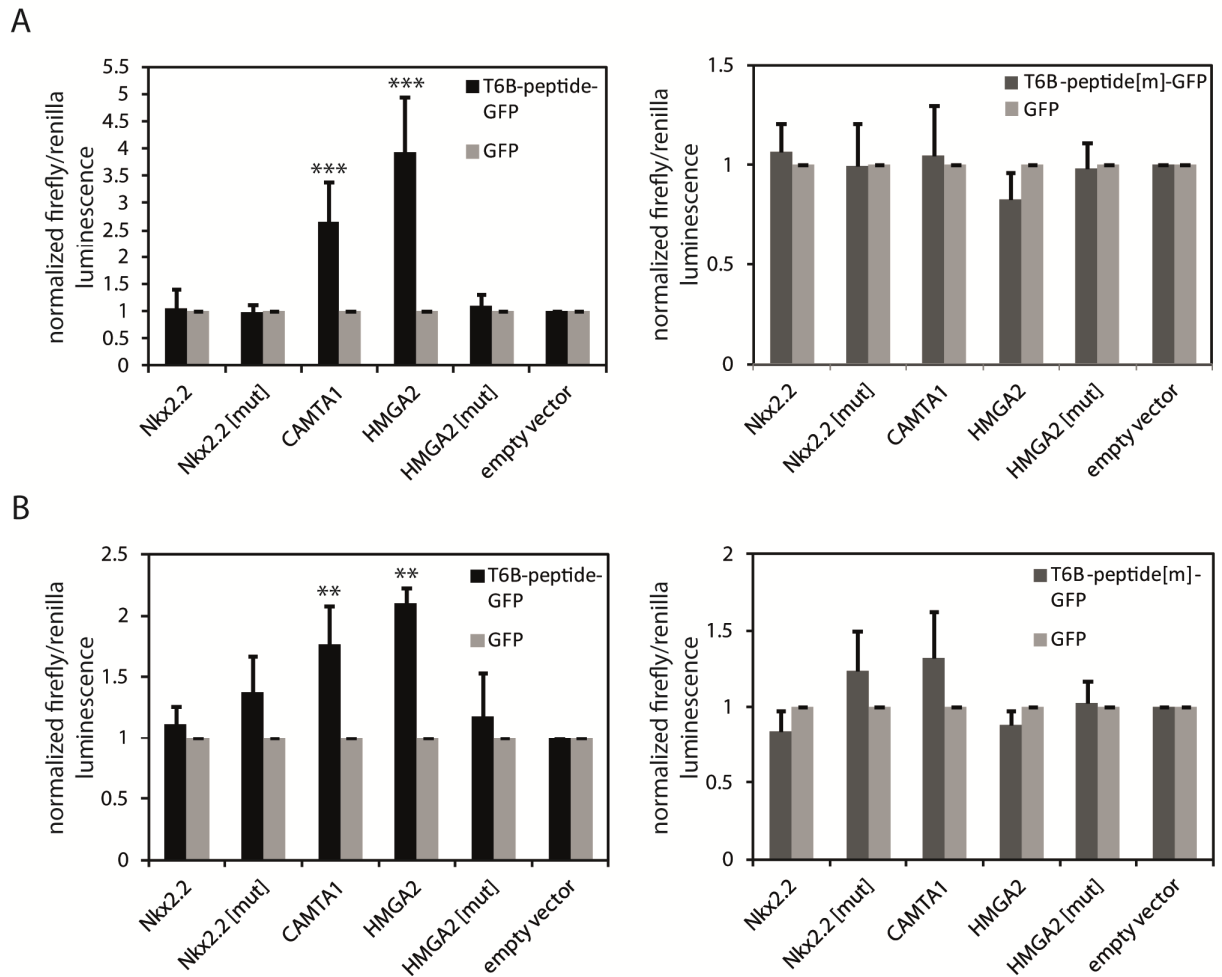 A
normalized firefly/renilla
luminescence
5.5
5
4.5
4
3.5
3
2.5
2
1.5
1
0.5
0
***
***
T6B-peptide-
GFP
GFP
Nkx2.2
Nkx2.2 [mut]
CAMTA1
HMGA2
HMGA2 [mut]
empty vector
normalized firefly/renilla
luminescence
1.5
1
0.5
0
T6B-peptide[m]-GFP
GFP
Nkx2.2
Nkx2.2 [mut]
CAMTA1
HMGA2
HMGA2 [mut]
empty vector
B
normalized firefly/renilla
luminescence
2.5
2
1.5
1
0.5
0
**
**
T6B-peptide-
GFP
GFP
Nkx2.2
Nkx2.2 [mut]
CAMTA1
HMGA2
HMGA2 [mut]
empty vector
normalized firefly/renilla
luminescence
2
1.5
1
0.5
0
T6B-peptide[m]-
GFP
GFP
Nkx2.2
Nkx2.2 [mut]
CAMTA1
HMGA2
HMGA2 [mut]
empty vector